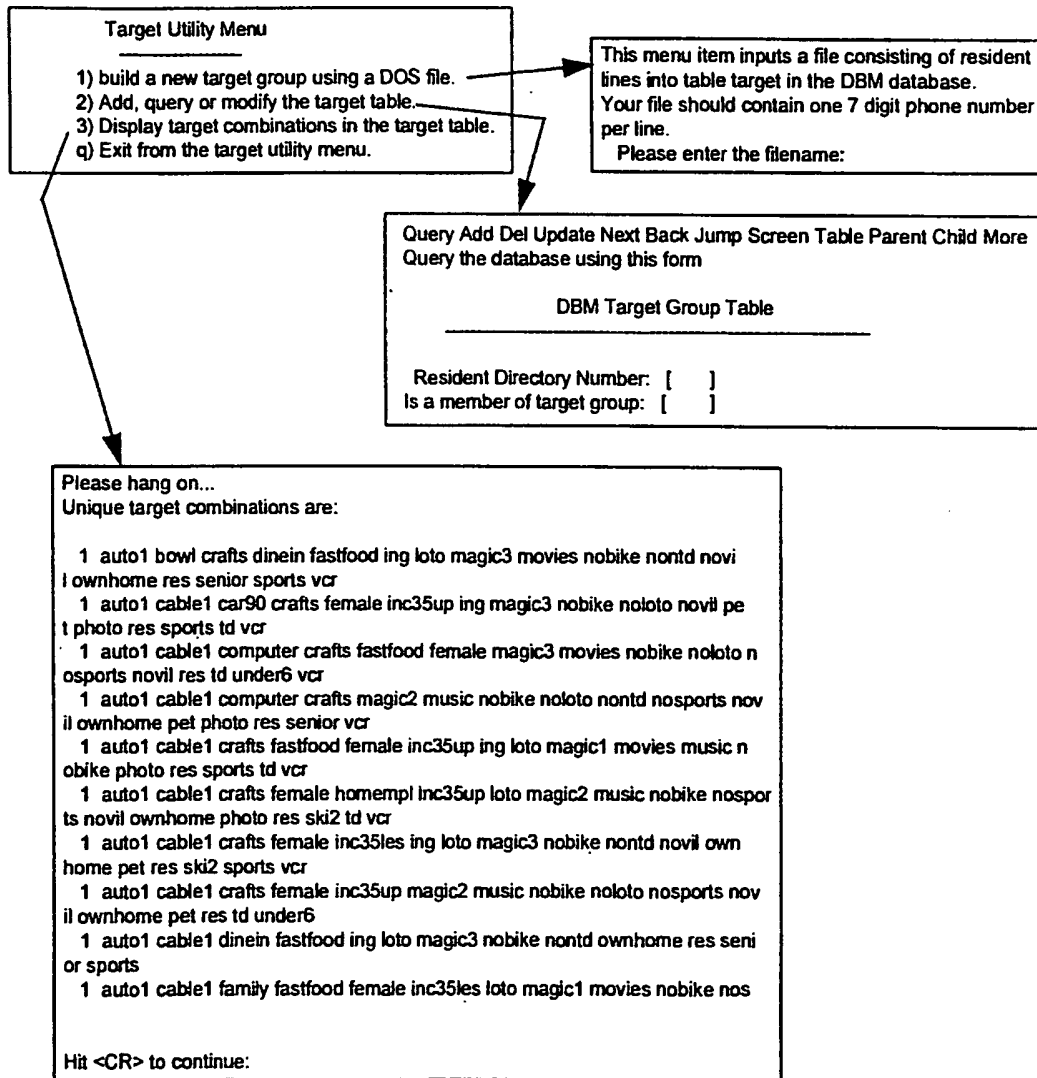 Target Utility Menu
1) build a new target group using a DOS file.
2) Add, query or modify the target table.
3) Display target combinations in the target table.
q) Exit from the target utility menu.
This menu item inputs a file consisting of resident
lines into table target in the DBM database.
Your file should contain one 7 digit phone number
per line.
Please enter the filename:
Query Add Del Update Next Back Jump Screen Table Parent Child More
Query the database using this form
DBM Target Group Table
Resident Directory Number: [ ]
Is a member of target group: [ ]
Please hang on...
Unique target combinations are:
1 auto1 bowl crafts dinein fastfood ing loto magic3 movies nobike nontd novi
l ownhome res senior sports vcr
1 auto1 cable1 car90 crafts female inc35up ing magic3 nobike noloto novil pe
t photo res sports td vcr
1 auto1 cable1 computer crafts fastfood female magic3 movies nobike noloto n
osports novil res td under6 vcr
1 auto1 cable1 computer crafts magic2 music nobike noloto nontd nosports nov
il ownhome pet photo res senior vcr
1 auto1 cable1 crafts fastfood female inc35up ing loto magic1 movies music n
obike photo res sports td vcr
1 auto1 cable1 crafts female homempl inc35up loto magic2 music nobike nospor
ts novil ownhome photo res ski2 td vcr
1 auto1 cable1 crafts female inc35les ing loto magic3 nobike nontd novil own
home pet res ski2 sports vcr
1 auto1 cable1 crafts female inc35up magic2 music nobike noloto nosports nov
il ownhome pet res td under6
1 auto1 cable1 dinein fastfood ing loto magic3 nobike nontd ownhome res seni
or sports
1 auto1 cable1 family fastfood female inc35les loto magic1 movies nobike nos
Hit <CR> to continue: